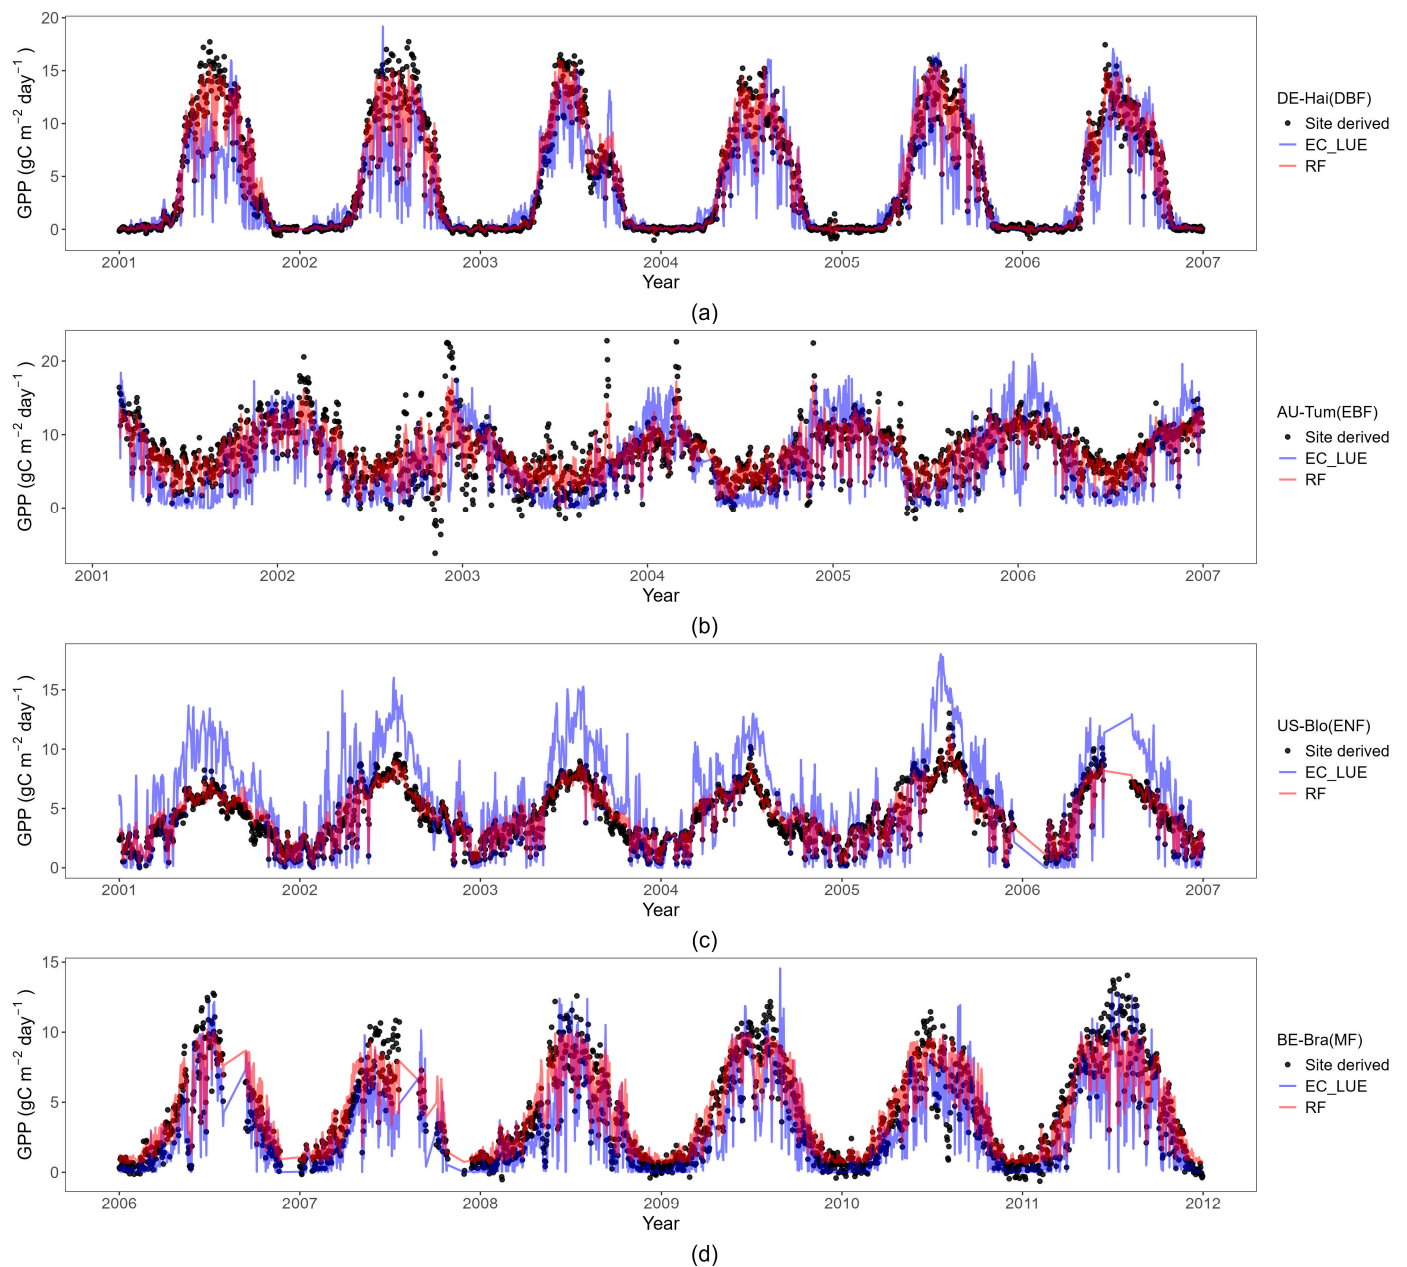 20
15
10
5
0
GPP (gC m⁻² day⁻¹ )
2001 2002 2003 2004 2005 2006 2007
Year
DE-Hai(DBF)
Site derived
EC_LUE
RF
(a)
20
10
0
GPP (gC m⁻² day⁻¹ )
2001 2002 2003 2004 2005 2006 2007
Year
AU-Tum(EBF)
Site derived
EC_LUE
RF
(b)
15
10
5
0
GPP (gC m⁻² day⁻¹ )
2001 2002 2003 2004 2005 2006 2007
Year
US-Blo(ENF)
Site derived
EC_LUE
RF
(c)
15
10
5
0
GPP (gC m⁻² day⁻¹ )
2006 2007 2008 2009 2010 2011 2012
Year
BE-Bra(MF)
Site derived
EC_LUE
RF
(d)